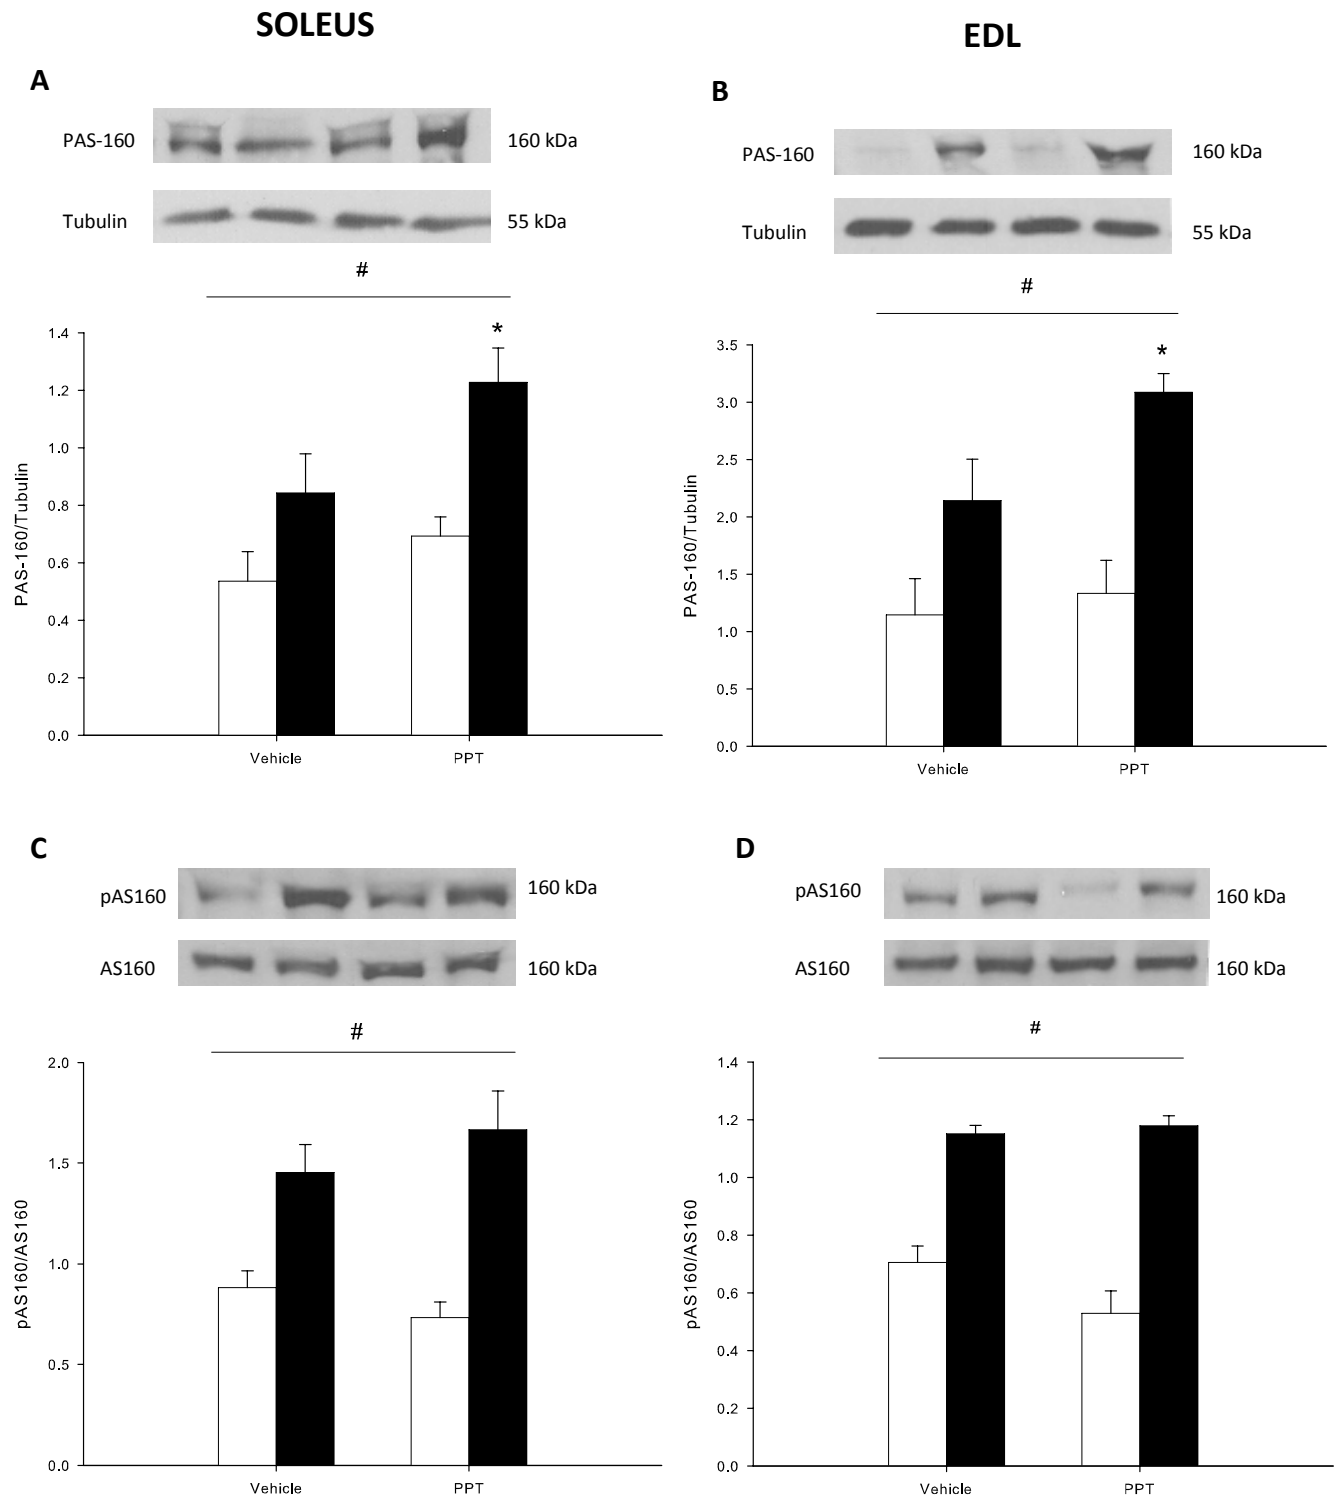 SOLEUS
EDL
A
PAS-160
160 kDa
Tubulin
55 kDa
#
*
PAS-160/Tubulin
1.4
1.2
1.0
0.8
0.6
0.4
0.2
0.0
Vehicle
PPT
B
PAS-160
160 kDa
Tubulin
55 kDa
#
*
PAS-160/Tubulin
3.5
3.0
2.5
2.0
1.5
1.0
0.5
0.0
Vehicle
PPT
C
pAS160
160 kDa
AS160
160 kDa
#
pAS160/AS160
2.0
1.5
1.0
0.5
0.0
Vehicle
PPT
D
pAS160
160 kDa
AS160
160 kDa
#
pAS160/AS160
1.4
1.2
1.0
0.8
0.6
0.4
0.2
0.0
Vehicle
PPT